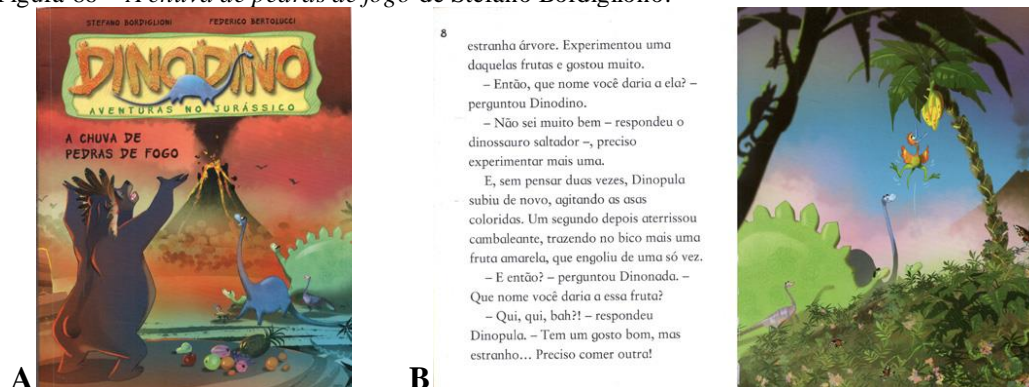 Figura 80 – A chuva de pedras de fogo de Stefano Bordiglioni.
STEFANO BORDIGLIONI FEDERICO BERTOLUCCI
DINODINO
AVENTURAS NO JURÁSSICO
A CHUVA DE
PEDRAS DE FOGO
A
8
estranha árvore. Experimentou uma
daquelas frutas e gostou muito.
– Então, que nome você daria a ela? –
perguntou Dinodino.
– Não sei muito bem – respondeu o
dinossauro saltador –, preciso
experimentar mais uma.
E, sem pensar duas vezes, Dinopula
subiu de novo, agitando as asas
coloridas. Um segundo depois aterrissou
cambaleante, trazendo no bico mais uma
fruta amarela, que engoliu de uma só vez.
– E então? – perguntou Dinonada. –
Que nome você daria a essa fruta?
– Qui, qui, bah?! – respondeu
Dinopula. – Tem um gosto bom, mas
estranho... Preciso comer outra!
B